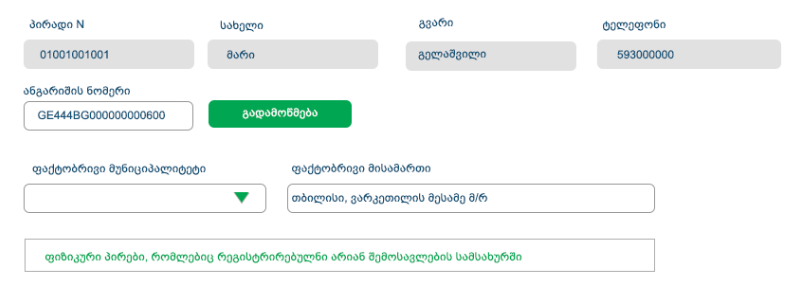 პირადი N სახელი გვარი ტელეფონი
01001001001 მარი გელაშვილი 593000000
ანგარიშის ნომერი
GE444BG000000000600 გადამოწმება
ფაქტობრივი მუნიციპალიტეტი ფაქტობრივი მისამართი
თბილისი, ვარკეთილის მესამე მ/რ
ფიზიკური პირები, რომლებიც რეგისტრირებულნი არიან შემოსავლების სამსახურში